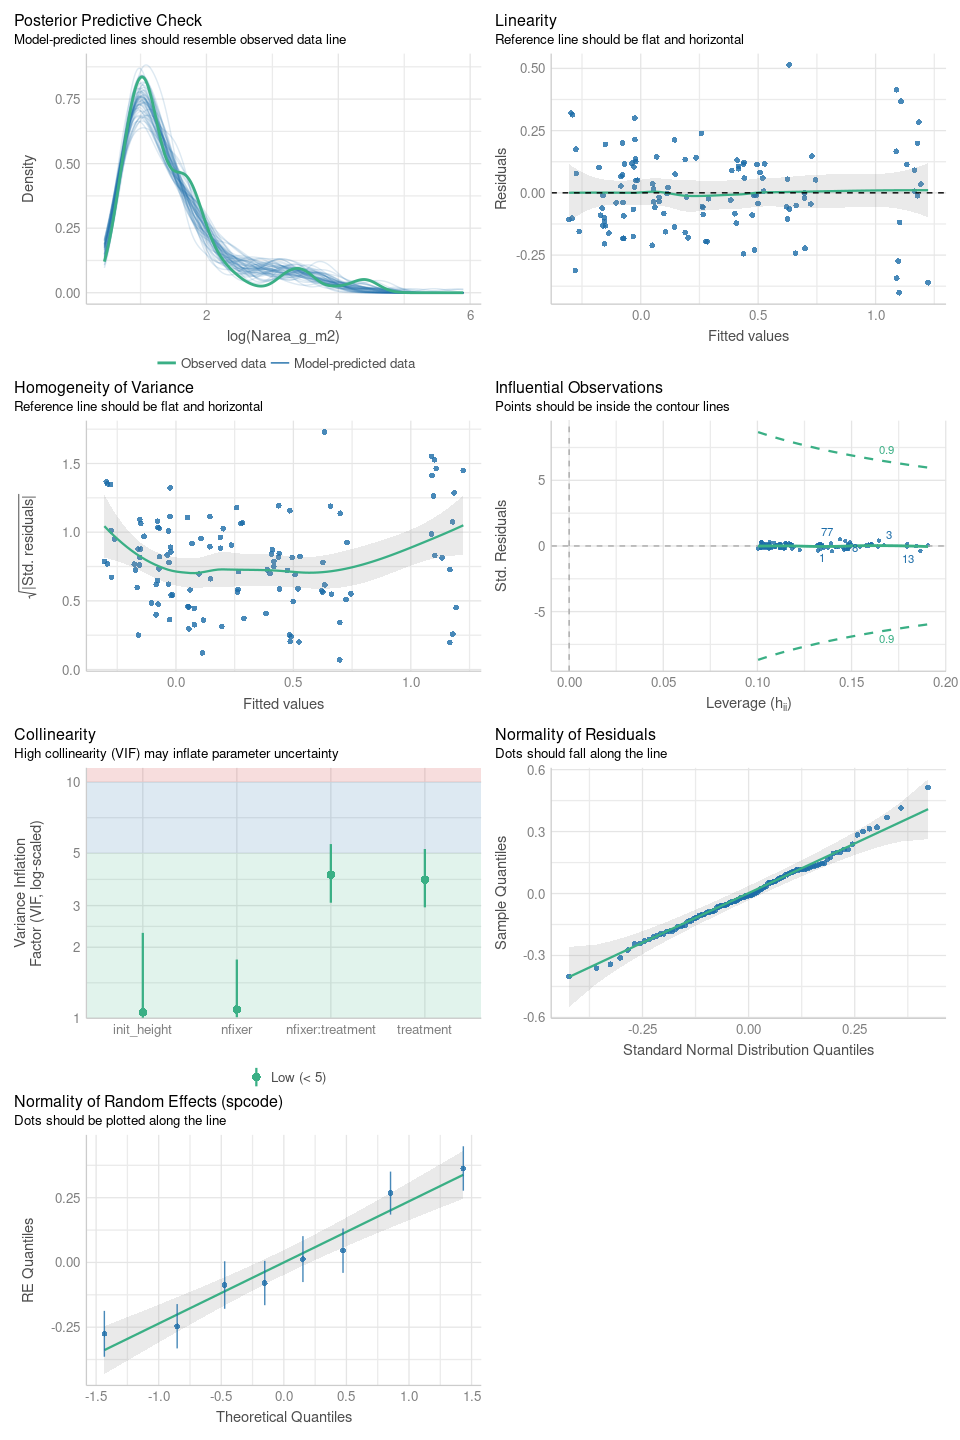 Posterior Predictive Check
Model-predicted lines should resemble observed data line
Density
0.75
0.50
0.25
0.00
2
4
6
log(Narea_g_m2)
Observed data
Model-predicted data
Linearity
Reference line should be flat and horizontal
Residuals
0.50
0.25
0.00
-0.25
0.0
0.5
1.0
Fitted values
Homogeneity of Variance
Reference line should be flat and horizontal
√|Std. residuals|
1.5
1.0
0.5
0.0
0.0
0.5
1.0
Fitted values
Influential Observations
Points should be inside the contour lines
Std. Residuals
5
0
-5
0.9
77
3
8
1
13
0.9
0.00
0.05
0.10
0.15
0.20
Leverage (hii)
Collinearity
High collinearity (VIF) may inflate parameter uncertainty
Variance Inflation
Factor (VIF, log-scaled)
10
5
3
2
1
init_height
nfixer
nfixer:treatment
treatment
Low (< 5)
Normality of Residuals
Dots should fall along the line
Sample Quantiles
0.6
0.3
0.0
-0.3
-0.6
-0.25
0.00
0.25
Standard Normal Distribution Quantiles
Normality of Random Effects (spcode)
Dots should be plotted along the line
RE Quantiles
0.25
0.00
-0.25
-1.5
-1.0
-0.5
0.0
0.5
1.0
1.5
Theoretical Quantiles